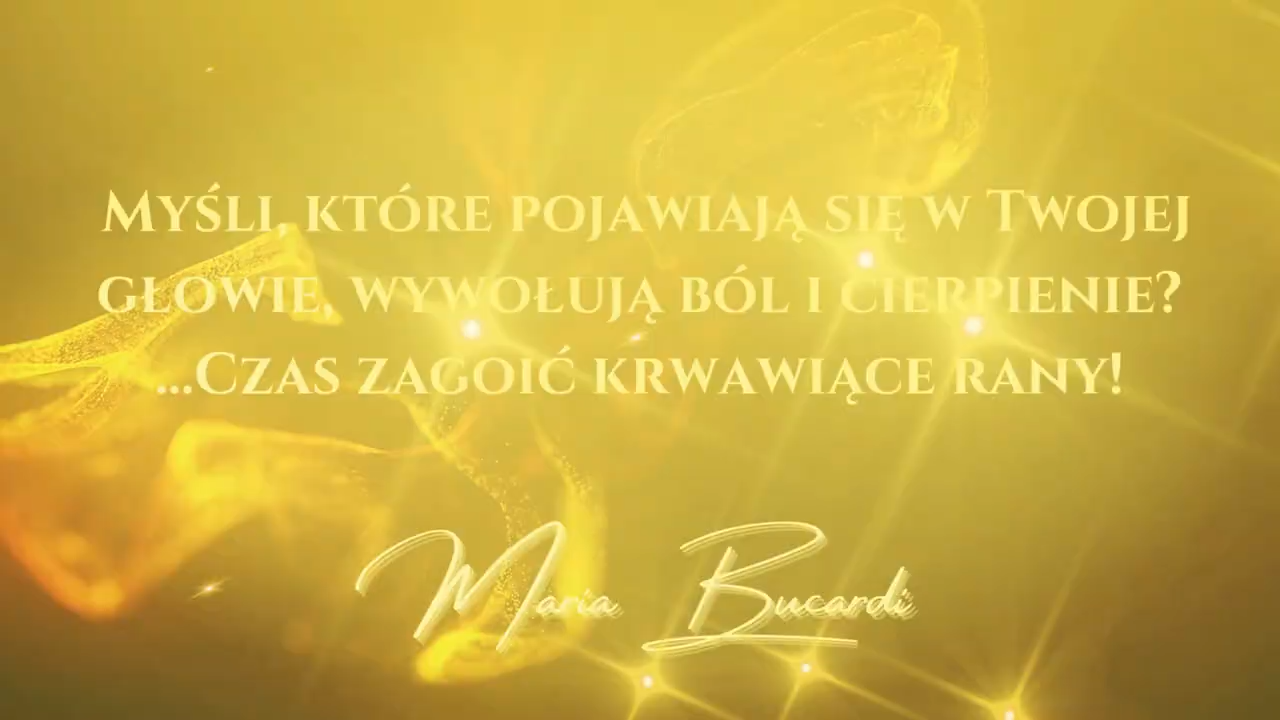 Myśli, które pojawiają się w Twojej
głowie, wywołują ból i cierpienie?
...Czas zagoić krwawiące rany!
Maria Bucardi